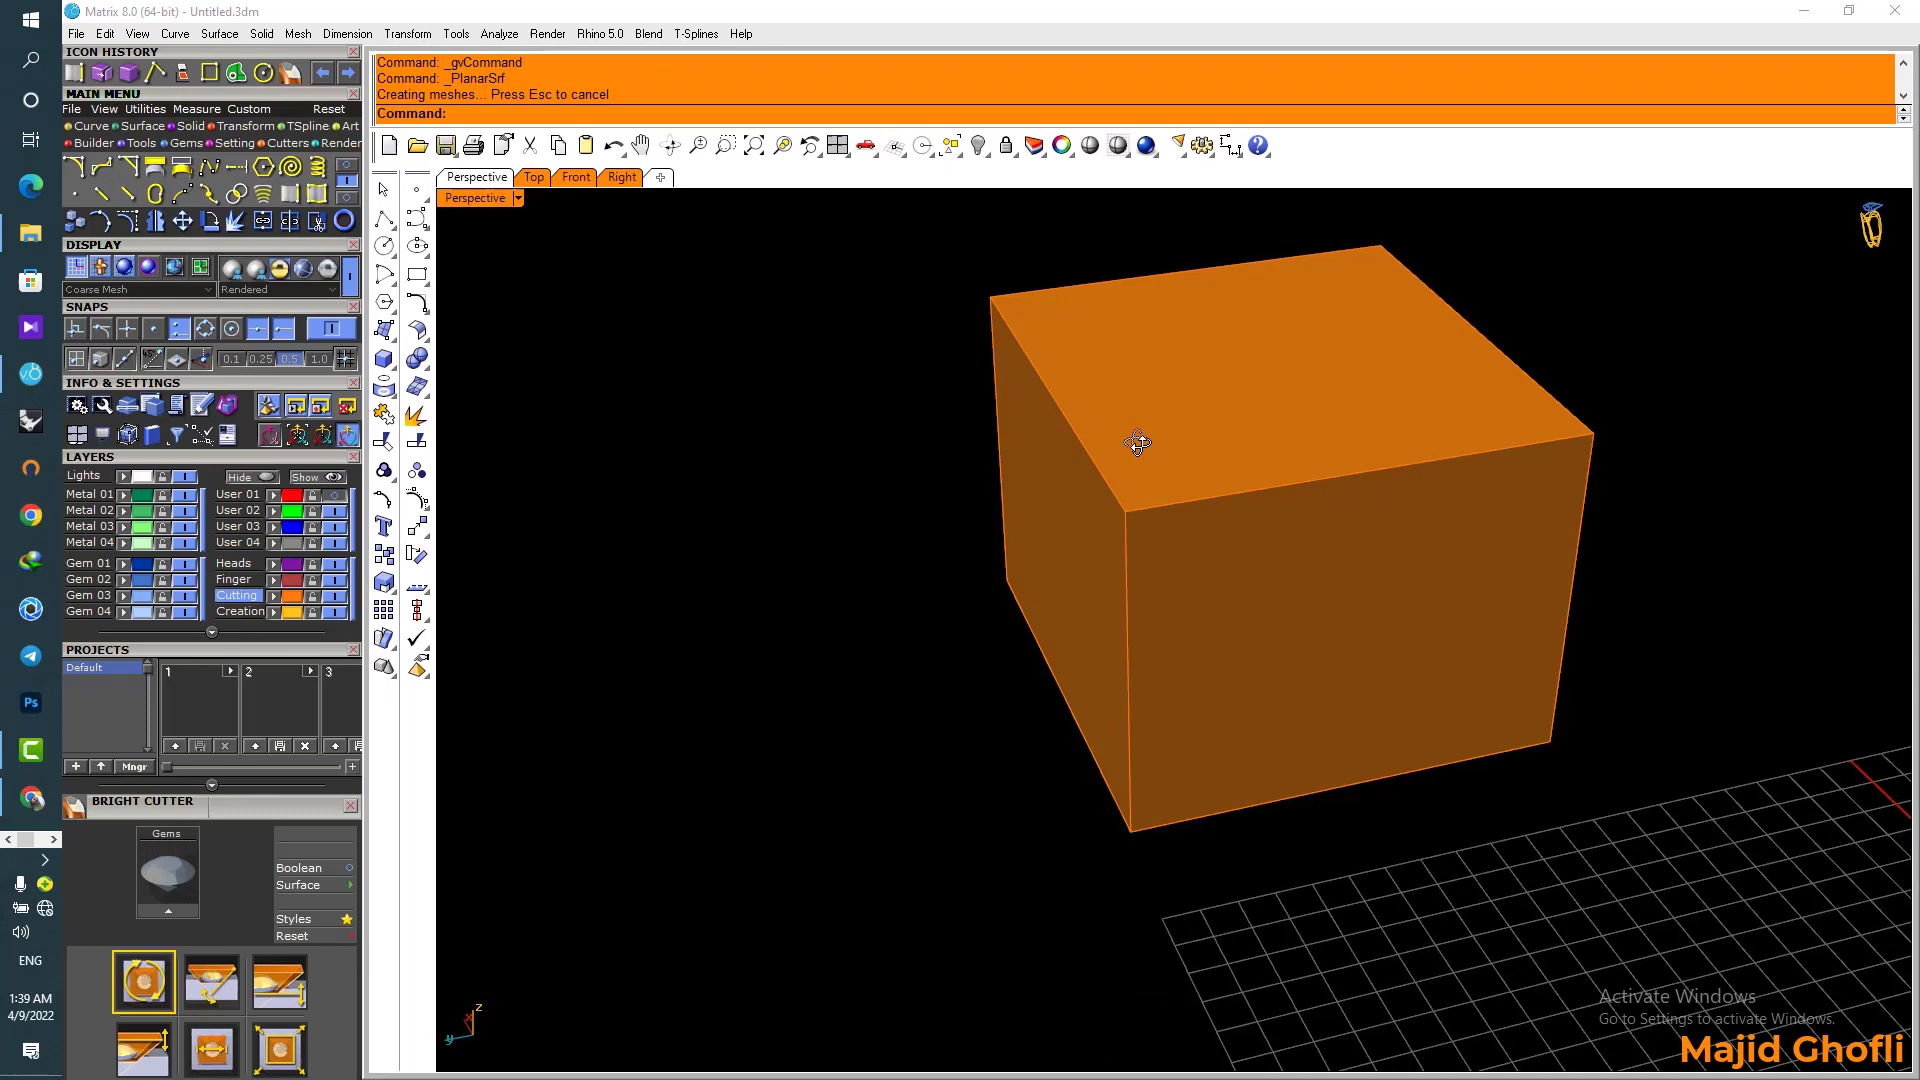 Matrix 8.0 (64-bit) - Untitled.3dm
File Edit View Curve Surface Solid Mesh Dimension Transform Tools Analyze Render Rhino 5.0 Blend T-Splines Help
ICON HISTORY
MAIN MENU
File View Utilities Measure Custom Reset
Curve Surface Solid Transform TSpline Art
Builder Tools Gems Setting Cutters Render
DISPLAY
Coarse Mesh Rendered
SNAPS
0.1 0.25 0.5 1.0
INFO & SETTINGS
LAYERS
Lights Hide Show
Metal 01 User 01
Metal 02 User 02
Metal 03 User 03
Metal 04 User 04
Gem 01 Heads
Gem 02 Finger
Gem 03 Cutting
Gem 04 Creation
PROJECTS
Default 1 2 3
Mngr
BRIGHT CUTTER
Gems
Boolean
Surface
Styles
Reset
Command: _gvCommand
Command: _PlanarSrf
Creating meshes... Press Esc to cancel
Command:
Perspective Top Front Right
Perspective
z
x
y
Ps
ENG
1:39 AM
4/9/2022
Activate Windows
Go to Settings to activate Windows.
Majid Ghofli